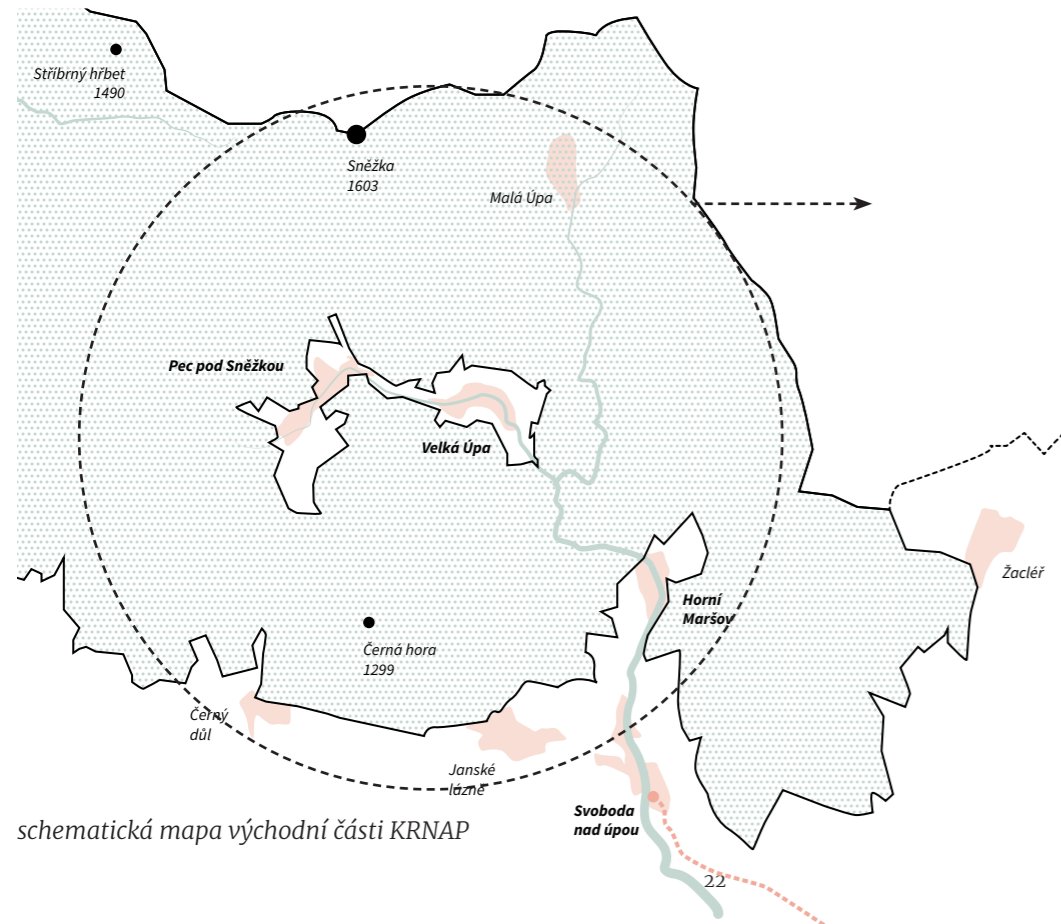 Stříbrný hřbet
1490
Sněžka
1603
Malá Úpa
Pec pod Sněžkou
Velká Úpa
Žacléř
Horní
Maršov
Černá hora
1299
Černý
důl
Janské
lázně
Svoboda
nad úpou
schematická mapa východní části KRNAP
22